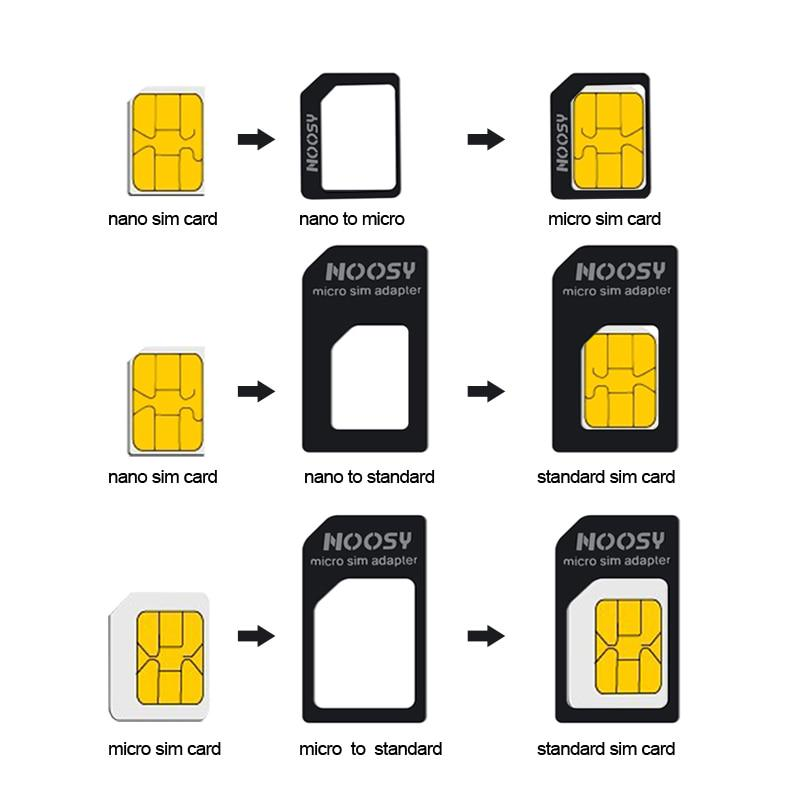 NOOSY
NOOSY
nano sim card
nano to micro
micro sim card
NOOSY
micro sim adapter
NOOSY
micro sim adapter
nano sim card
nano to standard
standard sim card
NOOSY
micro sim adapter
NOOSY
micro sim adapter
micro sim card
micro to standard
standard sim card